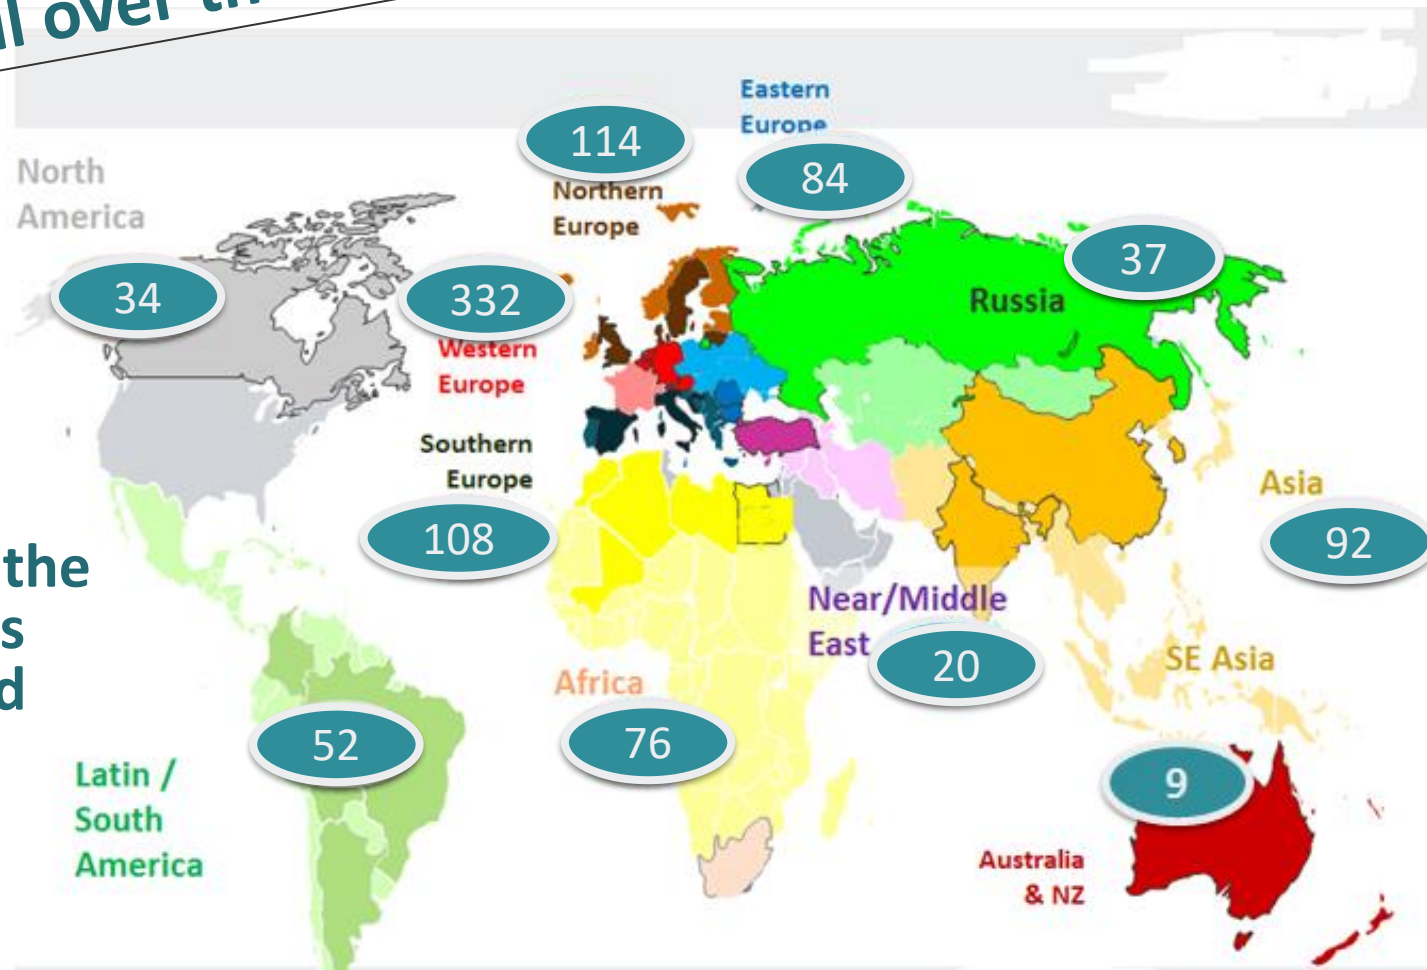 ll over th
Eastern
Europe
114
84
Northern
Europe
North
America
37
34
332
Russia
Western
Europe
Southern
Europe
Asia
108
92
the
s
d
Near/Middle
East
20
SE Asia
Africa
52
76
9
Latin /
South
America
Australia
& NZ